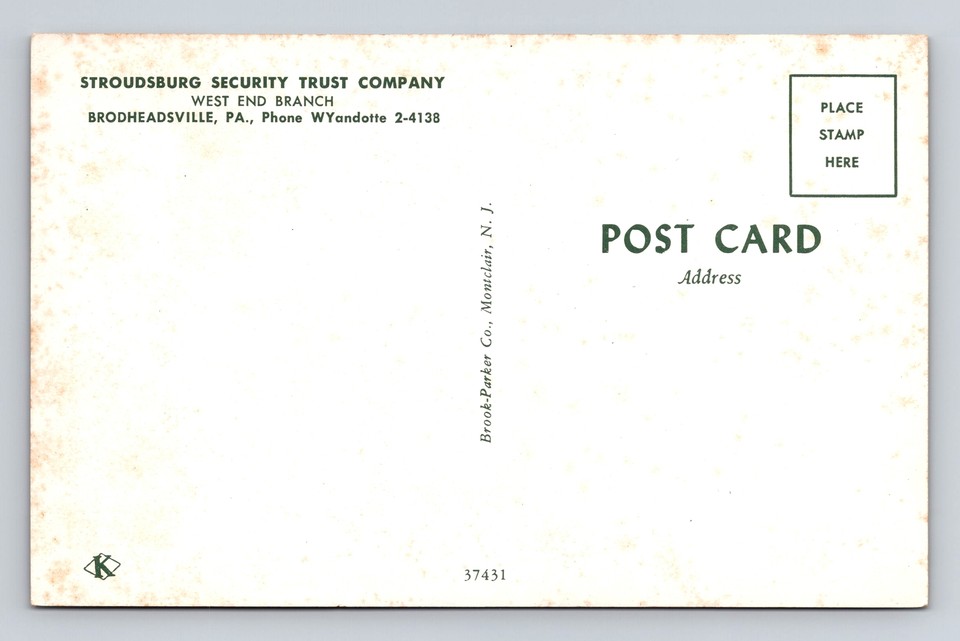 STROUDSBURG SECURITY TRUST COMPANY
WEST END BRANCH
BRODHEADSVILLE, PA., Phone WYandotte 2-4138
PLACE
STAMP
HERE
POST CARD
Address
Brook-Parker Co., Montclair, N. J.
K
37431